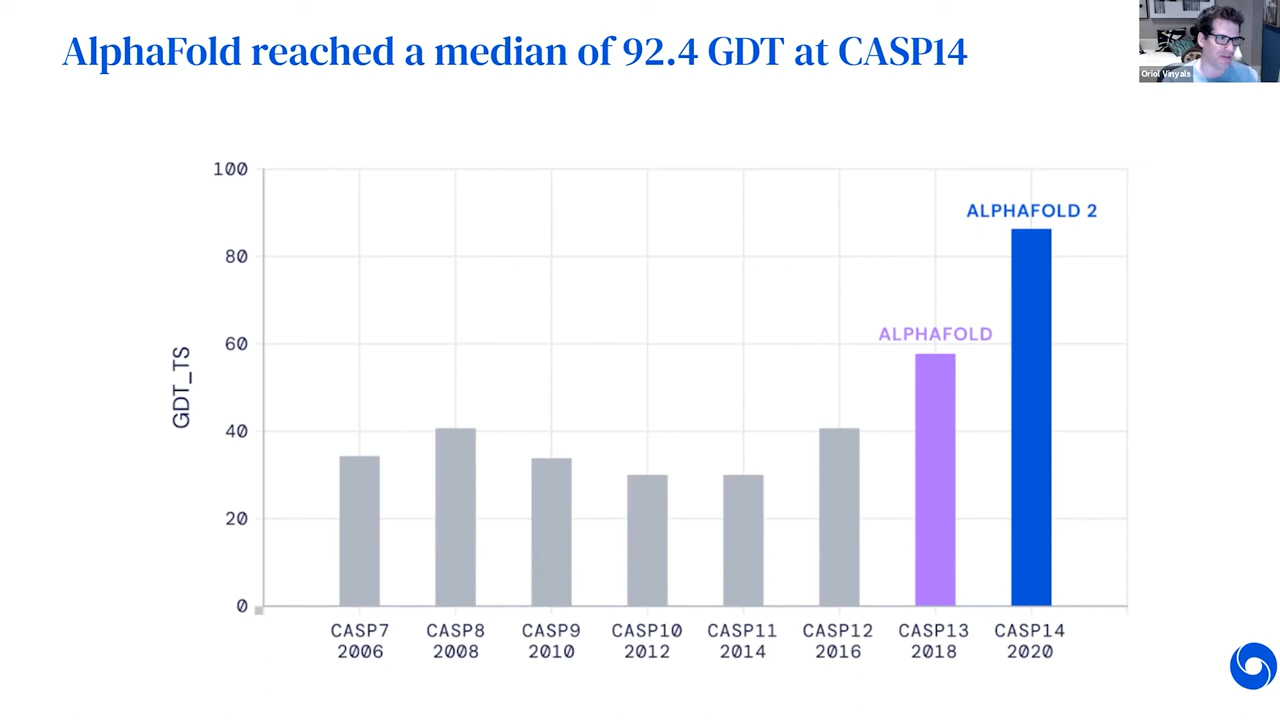 AlphaFold reached a median of 92.4 GDT at CASP14
Oriol Vinyals
100
80
60
40
20
0
GDT_TS
ALPHAFOLD
ALPHAFOLD 2
CASP7 CASP8 CASP9 CASP10 CASP11 CASP12 CASP13 CASP14
2006 2008 2010 2012 2014 2016 2018 2020